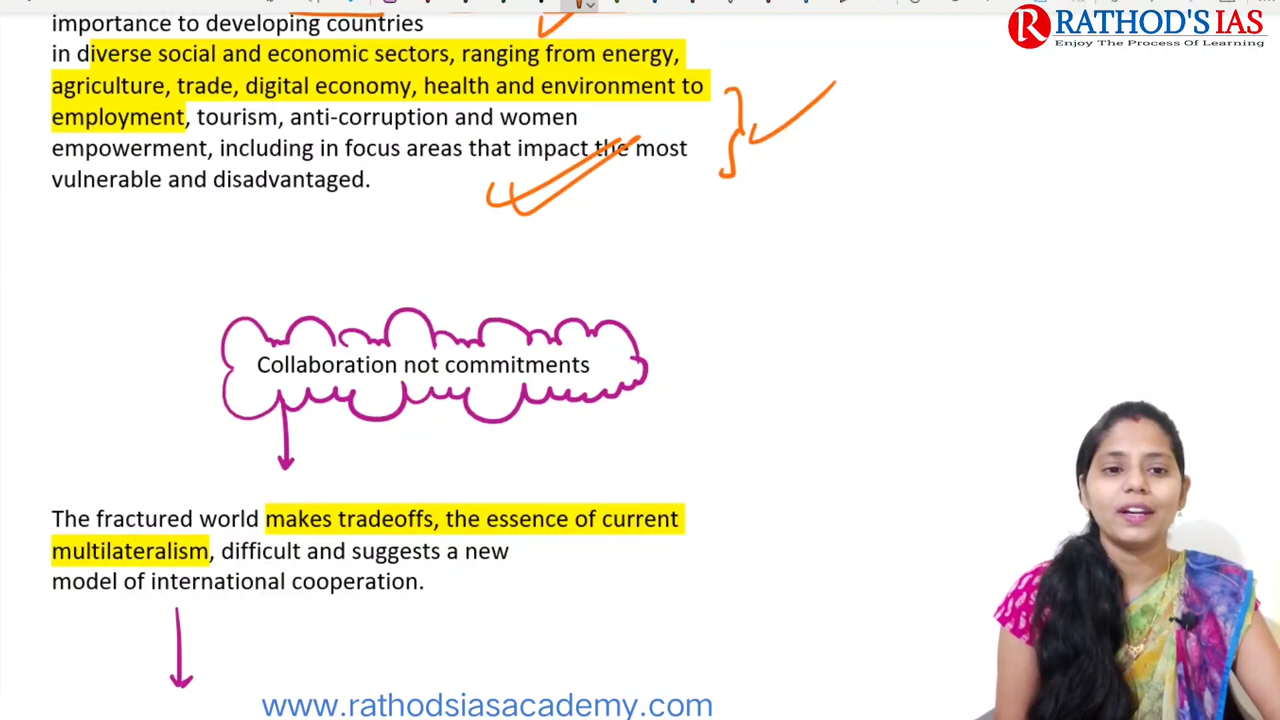 importance to developing countries
RATHOD'S IAS
Enjoy The Process Of Learning
in diverse social and economic sectors, ranging from energy,
agriculture, trade, digital economy, health and environment to
employment, tourism, anti-corruption and women
empowerment, including in focus areas that impact the most
vulnerable and disadvantaged.
Collaboration not commitments
The fractured world makes tradeoffs, the essence of current
multilateralism, difficult and suggests a new
model of international cooperation.
www.rathodsiasacademy.com